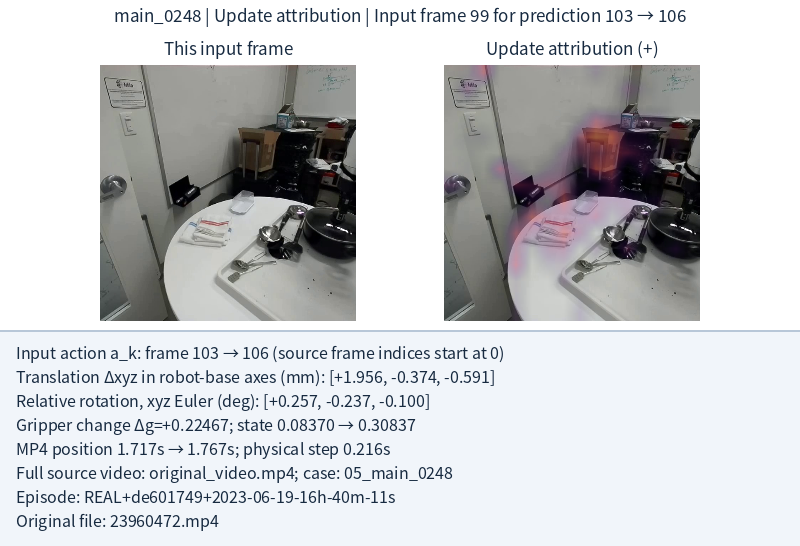 main_0248 | Update attribution | Input frame 99 for prediction 103 → 106
This input frame
Update attribution (+)
Input action a_k: frame 103 → 106 (source frame indices start at 0)
Translation Δxyz in robot-base axes (mm): [+1.956, -0.374, -0.591]
Relative rotation, xyz Euler (deg): [+0.257, -0.237, -0.100]
Gripper change Δg=+0.22467; state 0.08370 → 0.30837
MP4 position 1.717s → 1.767s; physical step 0.216s
Full source video: original_video.mp4; case: 05_main_0248
Episode: REAL+de601749+2023-06-19-16h-40m-11s
Original file: 23960472.mp4